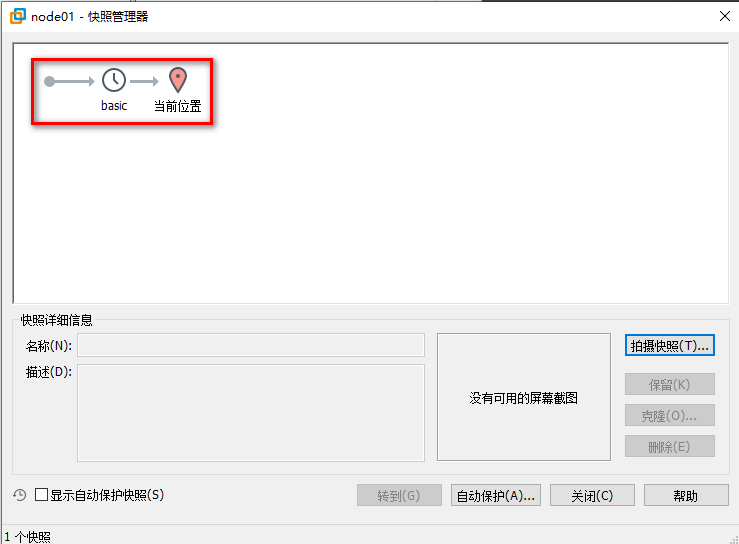 node01 - 快照管理器
basic
当前位置
快照详细信息
名称(N):
描述(D):
没有可用的屏幕截图
拍摄快照(T)...
保留(K)
克隆(O)...
删除(E)
显示自动保护快照(S)
转到(G)
自动保护(A)...
关闭(C)
帮助
1 个快照